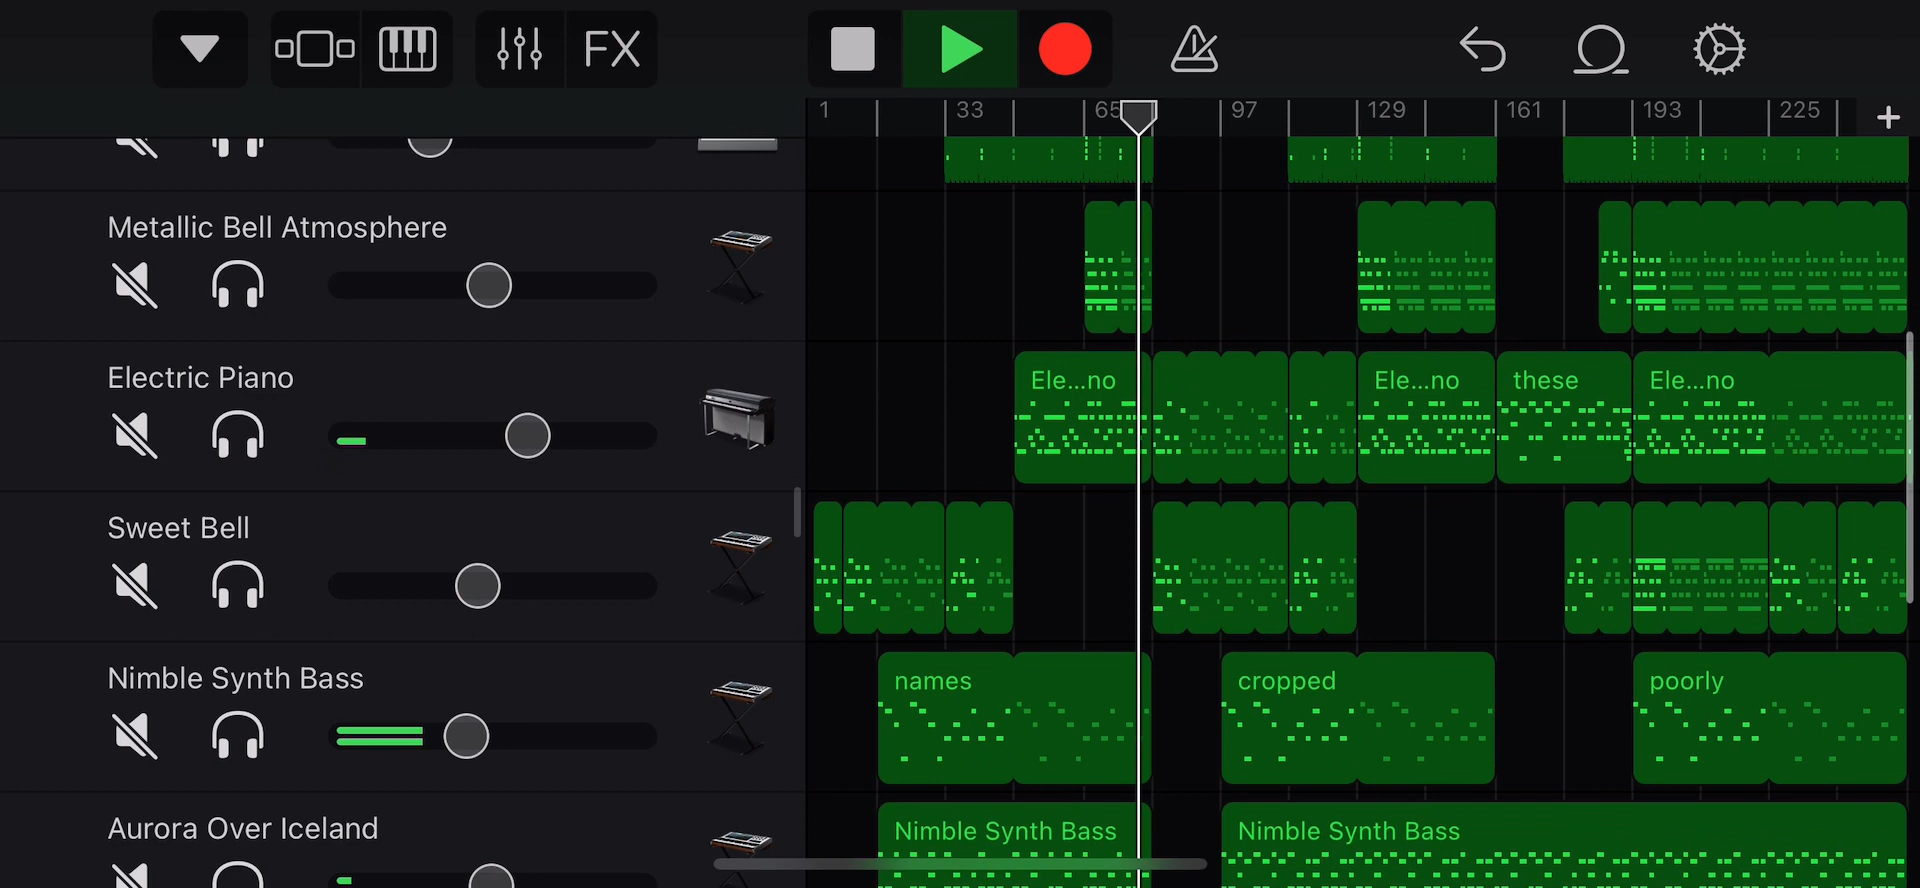 FX
1 33 65 97 129 161 193 225 +
Metallic Bell Atmosphere
Electric Piano
Ele...no Ele...no these Ele...no
Sweet Bell
Nimble Synth Bass
names cropped poorly
Aurora Over Iceland
Nimble Synth Bass Nimble Synth Bass